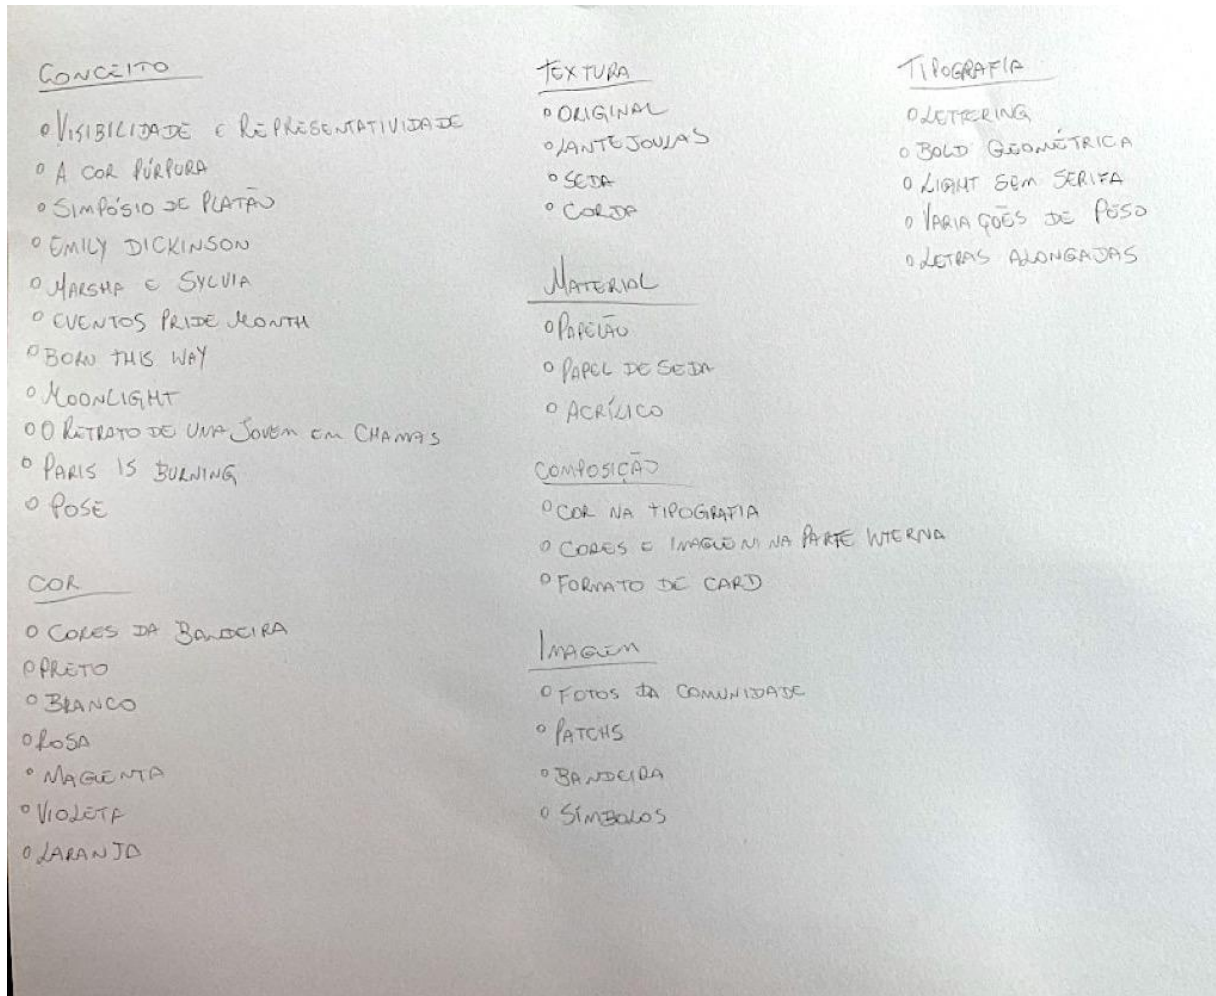 CONCEITO
VISIBILIDADE E REPRESENTATIVIDADE
A COR PÚRPURA
SIMPÓSIO DE PLATÃO
EMILY DICKINSON
MARSHA E SYLVIA
EVENTOS PRIDE MONTH
BORN THIS WAY
MOONLIGHT
O RETRATO DE UMA JOVEM EM CHAMAS
PARIS IS BURNING
POSE
COR
CORES DA BANDEIRA
PRETO
BRANCO
ROSA
MAGENTA
VIOLETA
LARANJA
TEXTURA
ORIGINAL
LANTEJOULAS
SEDA
CORDA
MATERIAL
PAPELÃO
PAPEL DE SEDA
ACRÍLICO
COMPOSIÇÃO
COR NA TIPOGRAFIA
CORES E IMAGEM NA PARTE INTERNA
FORMATO DE CARD
IMAGEM
FOTOS DA COMUNIDADE
PATCHS
BANDEIRA
SÍMBOLOS
TIPOGRAFIA
LETTERING
BOLD GEOMÉTRICA
LIGHT SEM SERIFA
VARIAÇÕES DE PESO
LETRAS ALONGADAS